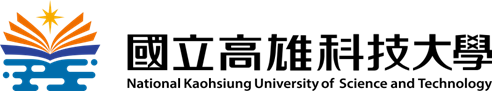 國立高雄科技大學
National Kaohsiung University of Science and Technology